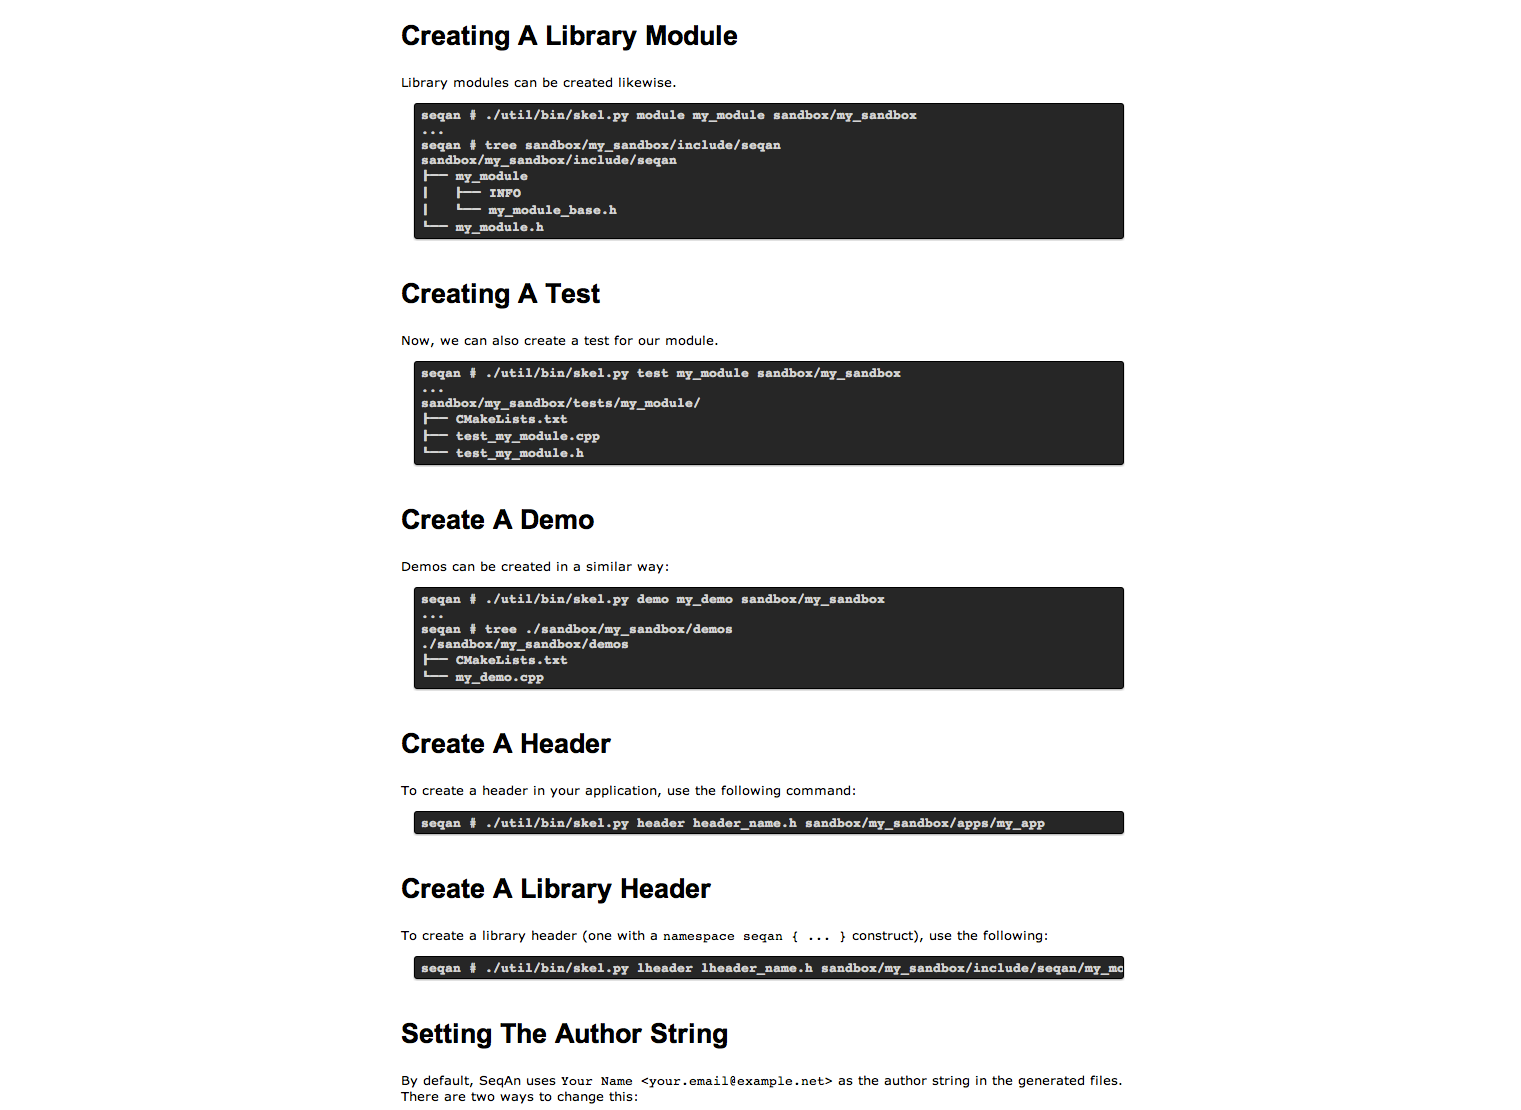 Creating A Library Module
Library modules can be created likewise.
seqan # ./util/bin/skel.py module my_module sandbox/my_sandbox
...
seqan # tree sandbox/my_sandbox/include/seqan
sandbox/my_sandbox/include/seqan
├── my_module
│   ├── INFO
│   └── my_module_base.h
└── my_module.h
Creating A Test
Now, we can also create a test for our module.
seqan # ./util/bin/skel.py test my_module sandbox/my_sandbox
...
sandbox/my_sandbox/tests/my_module/
├── CMakeLists.txt
├── test_my_module.cpp
└── test_my_module.h
Create A Demo
Demos can be created in a similar way:
seqan # ./util/bin/skel.py demo my_demo sandbox/my_sandbox
...
seqan # tree ./sandbox/my_sandbox/demos
./sandbox/my_sandbox/demos
├── CMakeLists.txt
└── my_demo.cpp
Create A Header
To create a header in your application, use the following command:
seqan # ./util/bin/skel.py header header_name.h sandbox/my_sandbox/apps/my_app
Create A Library Header
To create a library header (one with a namespace seqan { ... } construct), use the following:
seqan # ./util/bin/skel.py lheader lheader_name.h sandbox/my_sandbox/include/seqan/my_mo
Setting The Author String
By default, SeqAn uses Your Name <your.email@example.net> as the author string in the generated files.
There are two ways to change this: